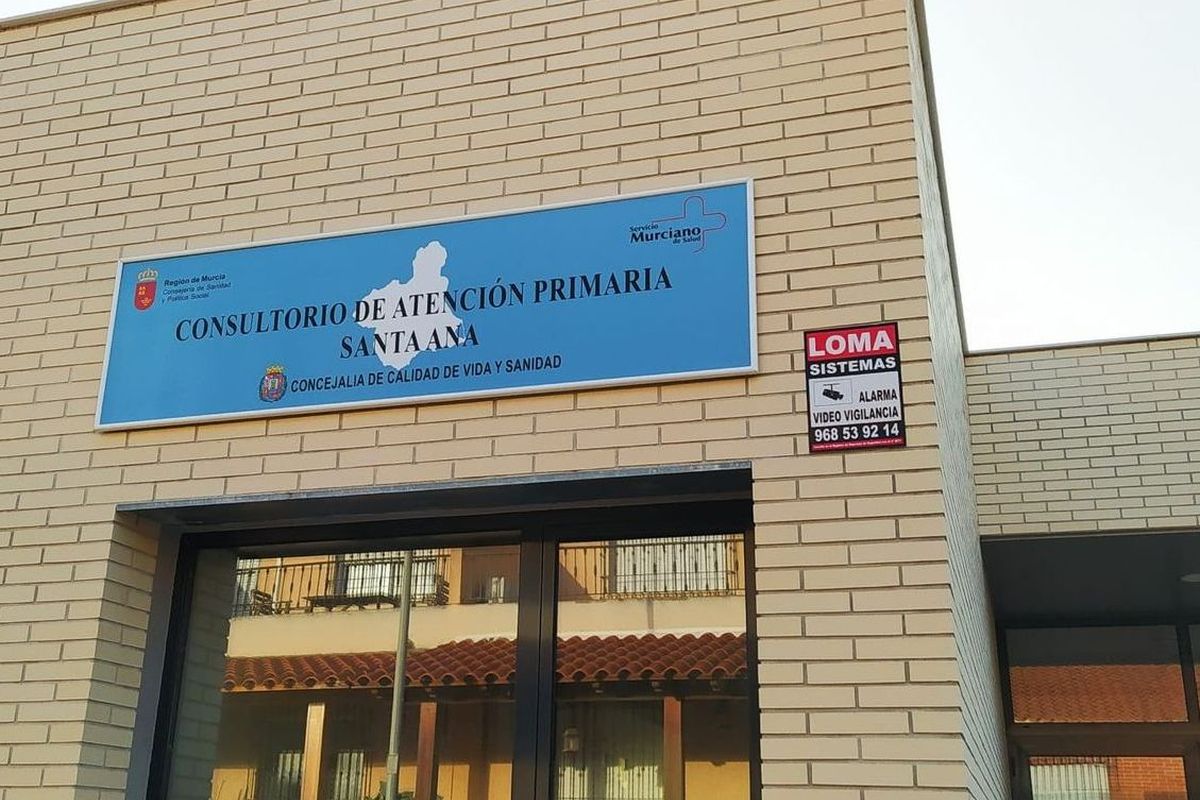 Región de Murcia
Consejería de Sanidad
y Política Social
Servicio
Murciano
de Salud
CONSULTORIO DE ATENCIÓN PRIMARIA
SANTA ANA
CONCEJALIA DE CALIDAD DE VIDA Y SANIDAD
LOMA
SISTEMAS
ALARMA
VIDEO VIGILANCIA
968 53 92 14